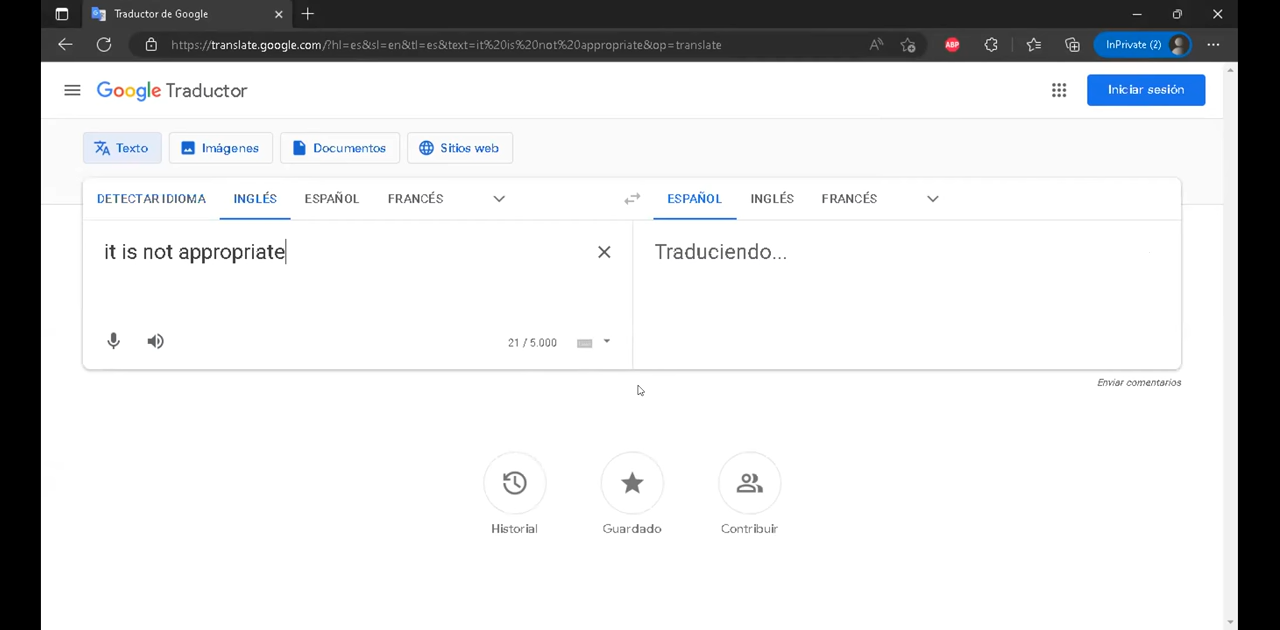 Traductor de Google
https://translate.google.com/?hl=es&sl=en&tl=es&text=it%20is%20not%20appropriate&op=translate
ABP
InPrivate (2)
Google Traductor
Iniciar sesión
Texto
Imágenes
Documentos
Sitios web
DETECTAR IDIOMA INGLÉS ESPAÑOL FRANCÉS
ESPAÑOL INGLÉS FRANCÉS
it is not appropriate
Traduciendo...
21 / 5.000
Enviar comentarios
Historial
Guardado
Contribuir